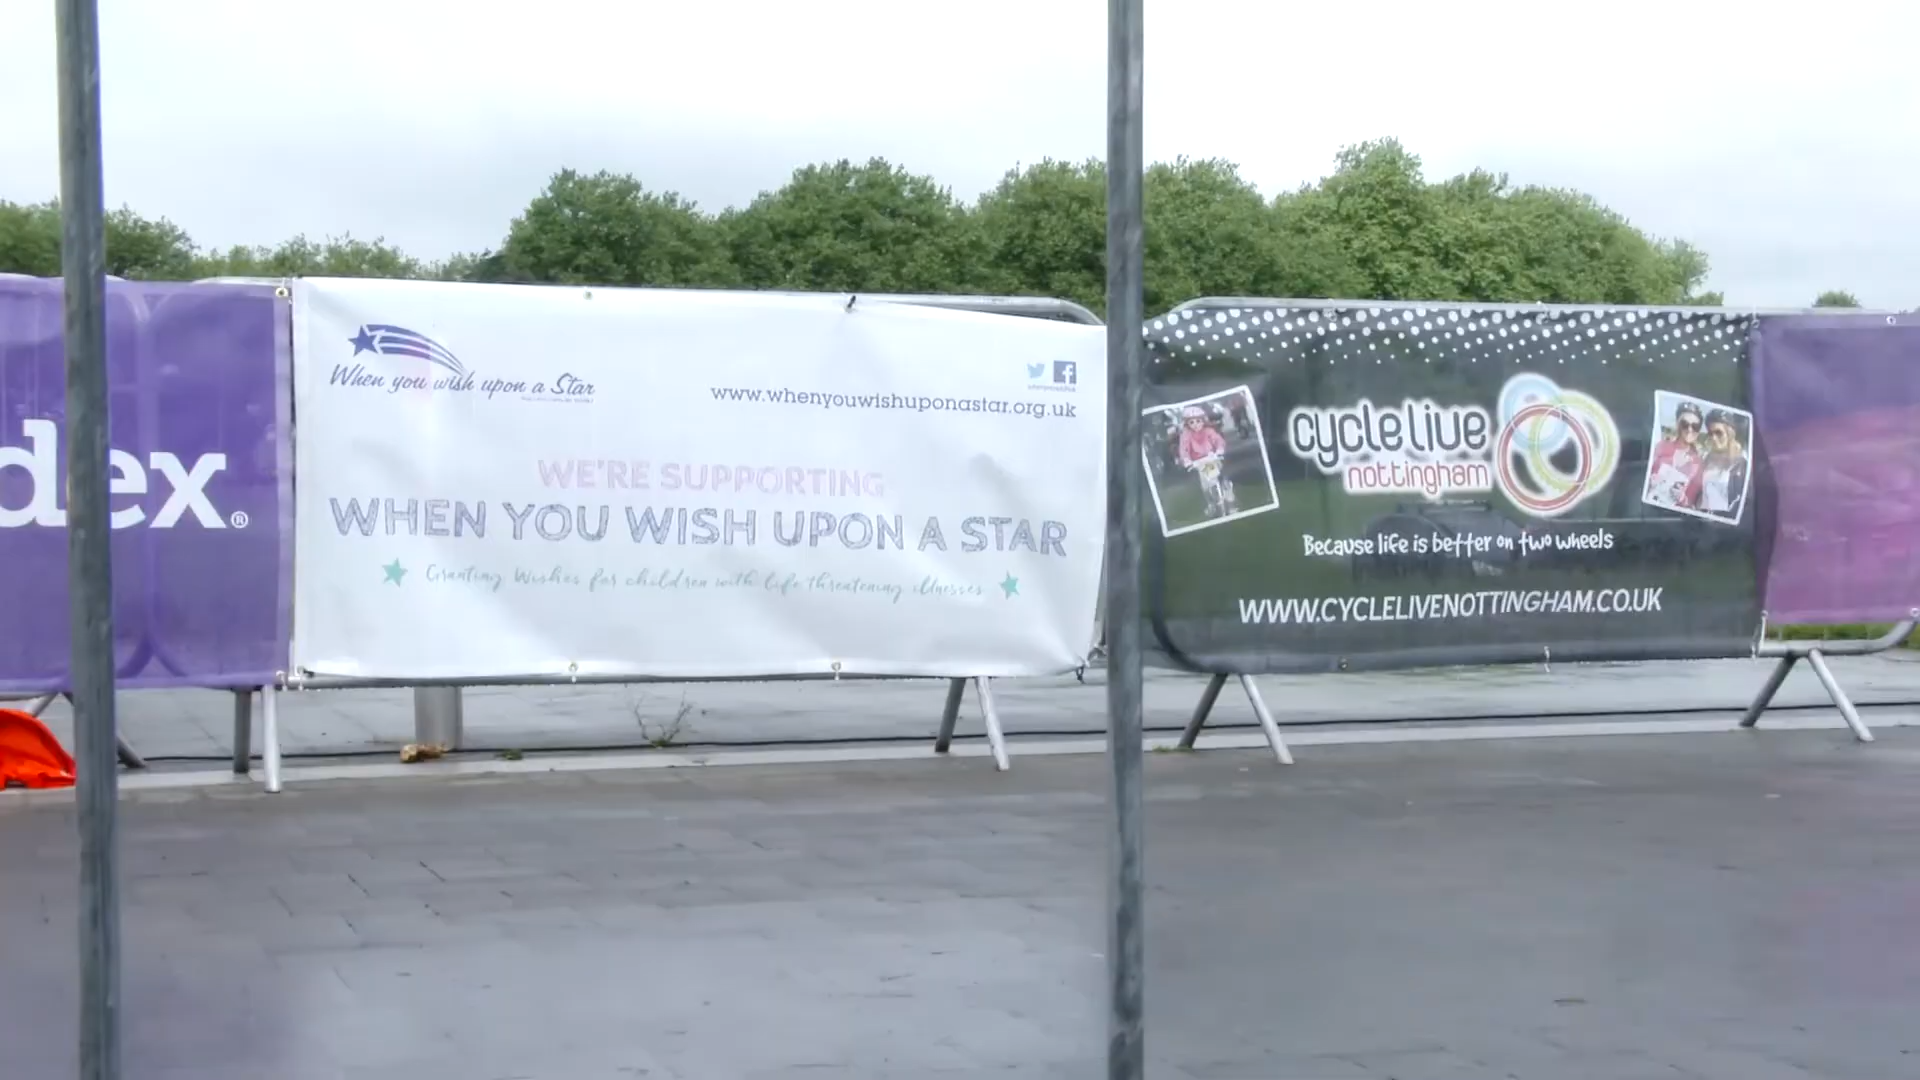 dex®
When you wish upon a Star
www.whenyouwishuponastar.org.uk
WE'RE SUPPORTING
WHEN YOU WISH UPON A STAR
Granting Wishes for children with life threatening illnesses
cyclelive
nottingham
Because life is better on two wheels
WWW.CYCLELIVENOTTINGHAM.CO.UK